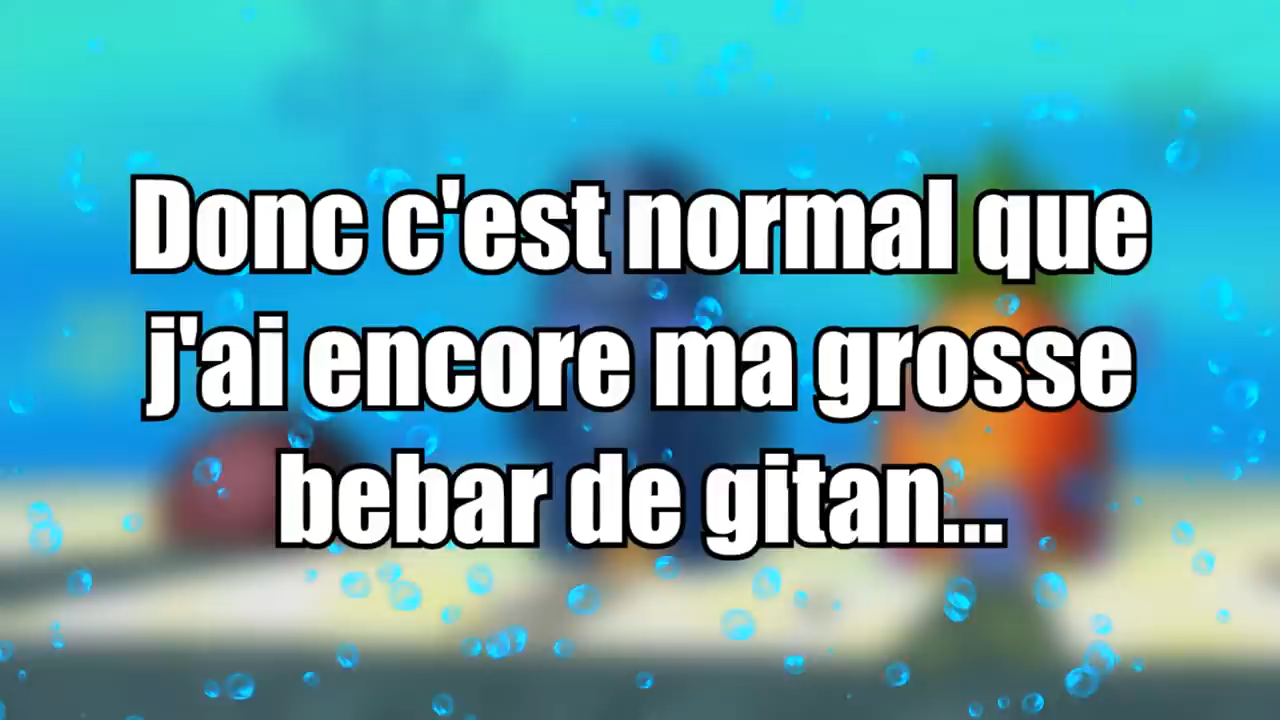 Donc c'est normal que
j'ai encore ma grosse
bebar de gitan...